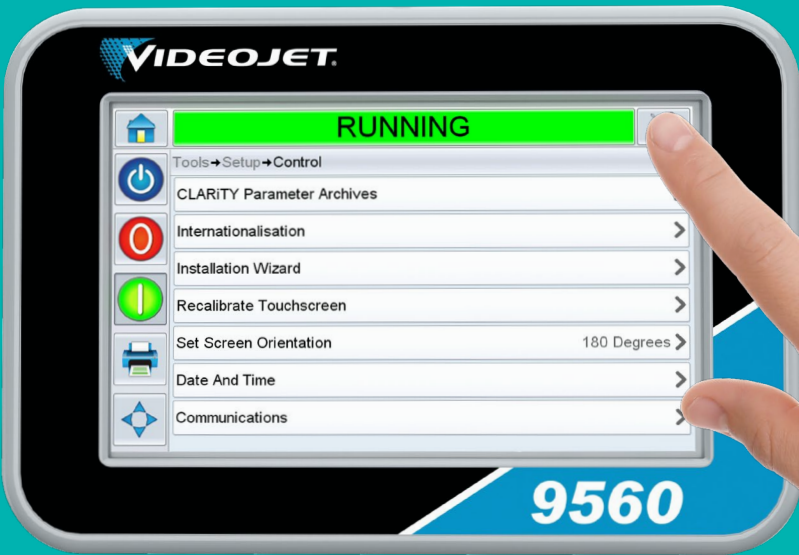 VIDEOJET.
RUNNING
Tools→Setup→Control
CLARiTY Parameter Archives
Internationalisation
Installation Wizard
Recalibrate Touchscreen
Set Screen Orientation 180 Degrees
Date And Time
Communications
9560